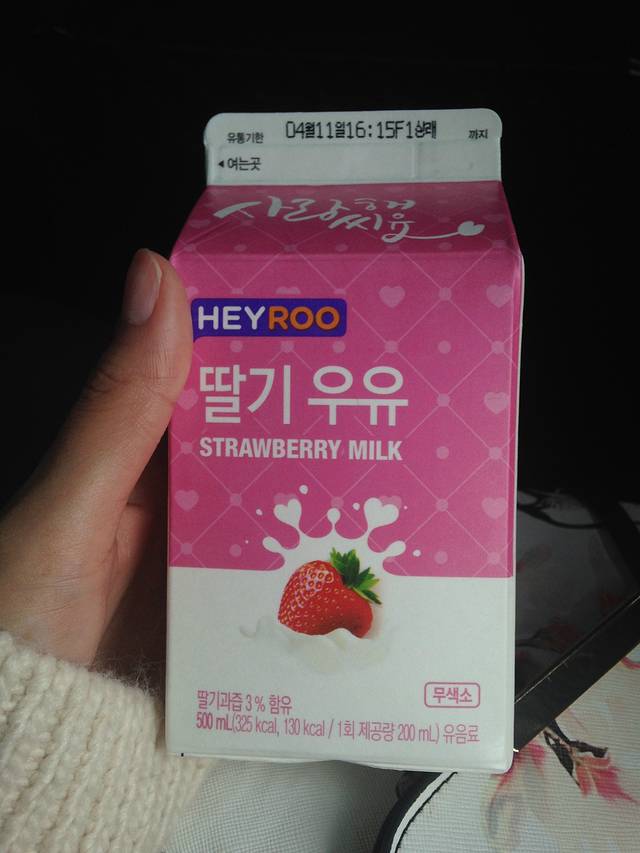 유통기한 04월11일16:15F1상래 까지
◀여는곳
사랑해
씨유
HEYROO
딸기 우유
STRAWBERRY MILK
딸기과즙 3 % 함유
무색소
500 mL(325 kcal, 130 kcal / 1회 제공량 200 mL) 유음료